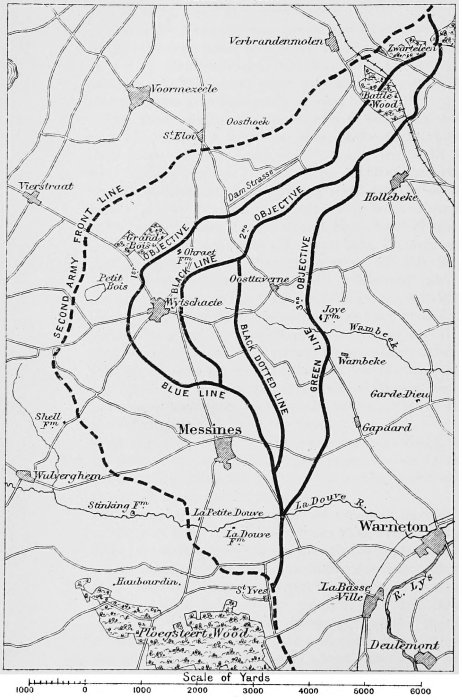 Verbrandenmolen
Zwarteleen
Battle
Wood
Voormezeele
Oosthoek
St Eloi
Vierstraat
Dam Strasse
Hollebeke
SECOND ARMY FRONT LINE
Grand
Bois
1ST OBJECTIVE
2ND OBJECTIVE
3RD OBJECTIVE
BLACK LINE
Petit
Bois
Oosttaverne
Wytschaete
Joye
Fm
Wambeek
BLACK DOTTED LINE
GREEN LINE
Wambeke
BLUE LINE
Garde-Dieu
Shell
Fm
Messines
Gapaard
Wulverghem
Stinking Fm
La Petite Douve
La Douve R.
La Douve
Fm
Warneton
Haubourdin
St Yves
La Basse
Ville
R. Lys
Ploegsteert Wood
Deulemont
Scale of Yards
1000 0 1000 2000 3000 4000 5000 6000